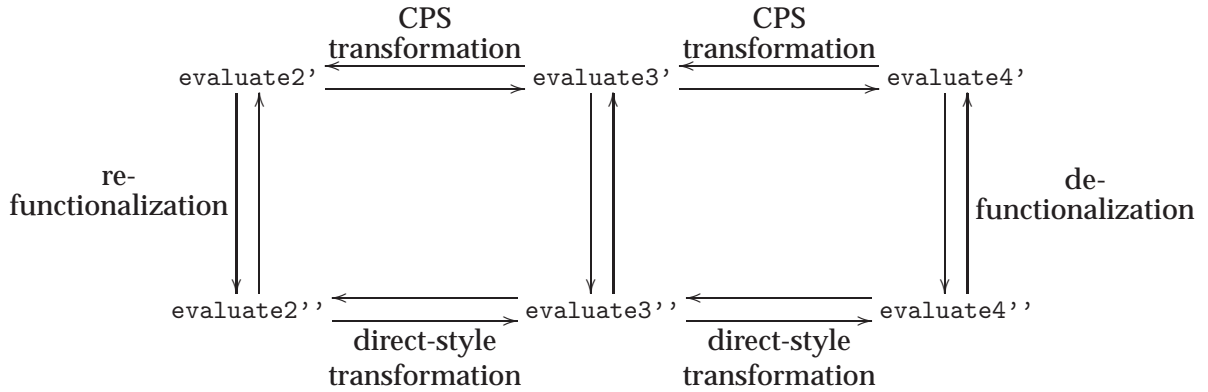 CPS
transformation
CPS
transformation
evaluate2'
evaluate3'
evaluate4'
re-
functionalization
de-
functionalization
evaluate2''
evaluate3''
evaluate4''
direct-style
transformation
direct-style
transformation